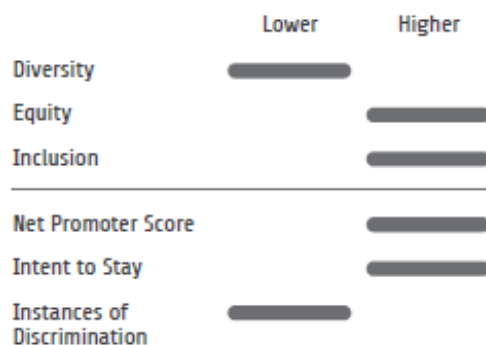 Lower Higher
Diversity
Equity
Inclusion
Net Promoter Score
Intent to Stay
Instances of
Discrimination